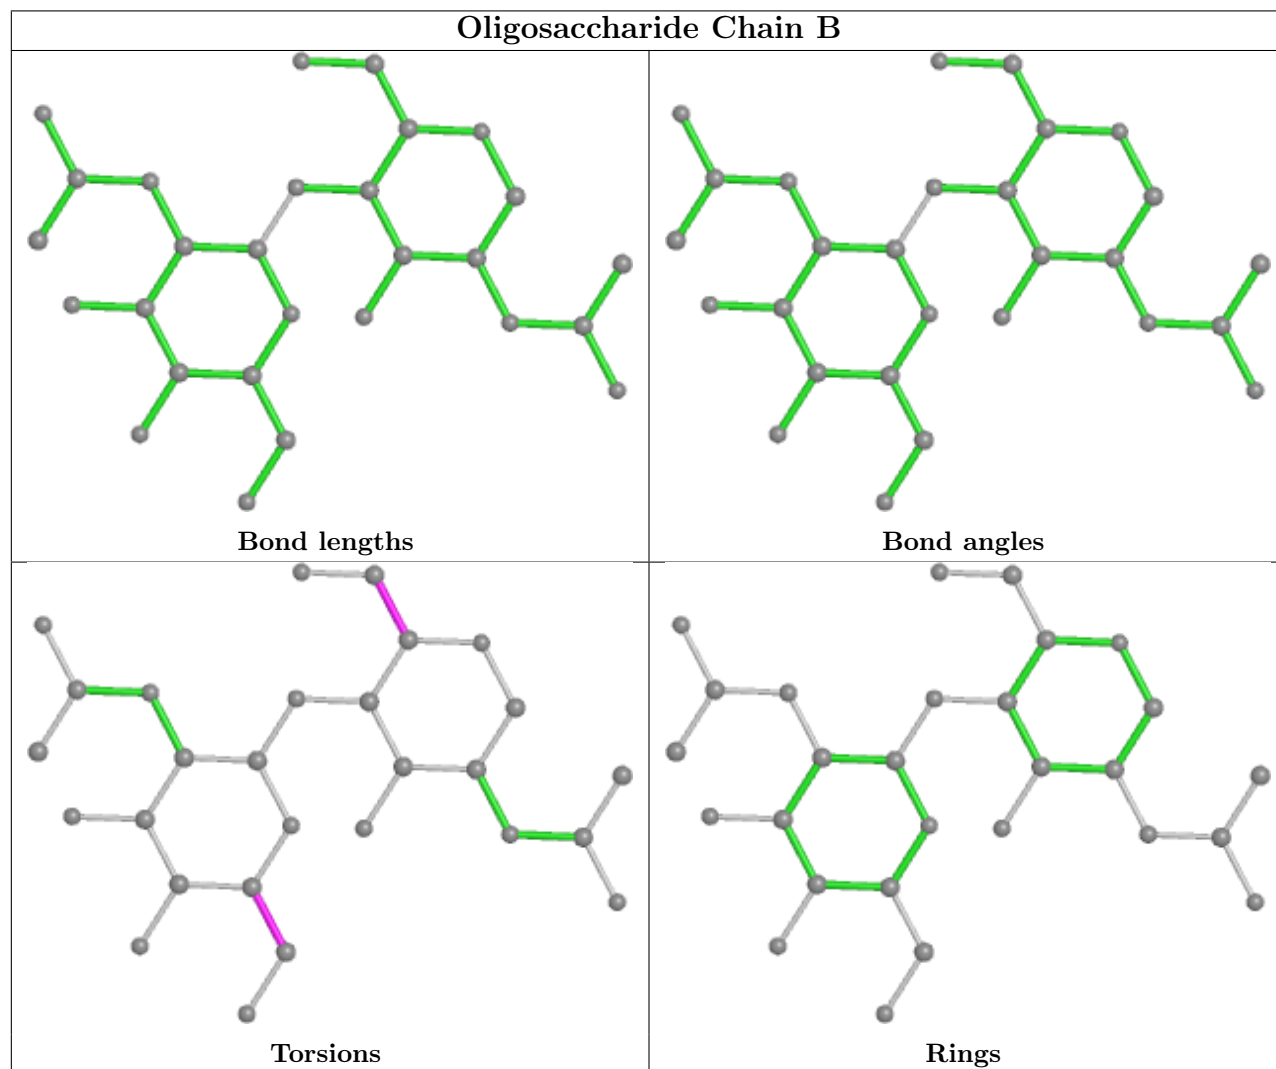 Oligosaccharide Chain B
Bond lengths
Bond angles
Torsions
Rings